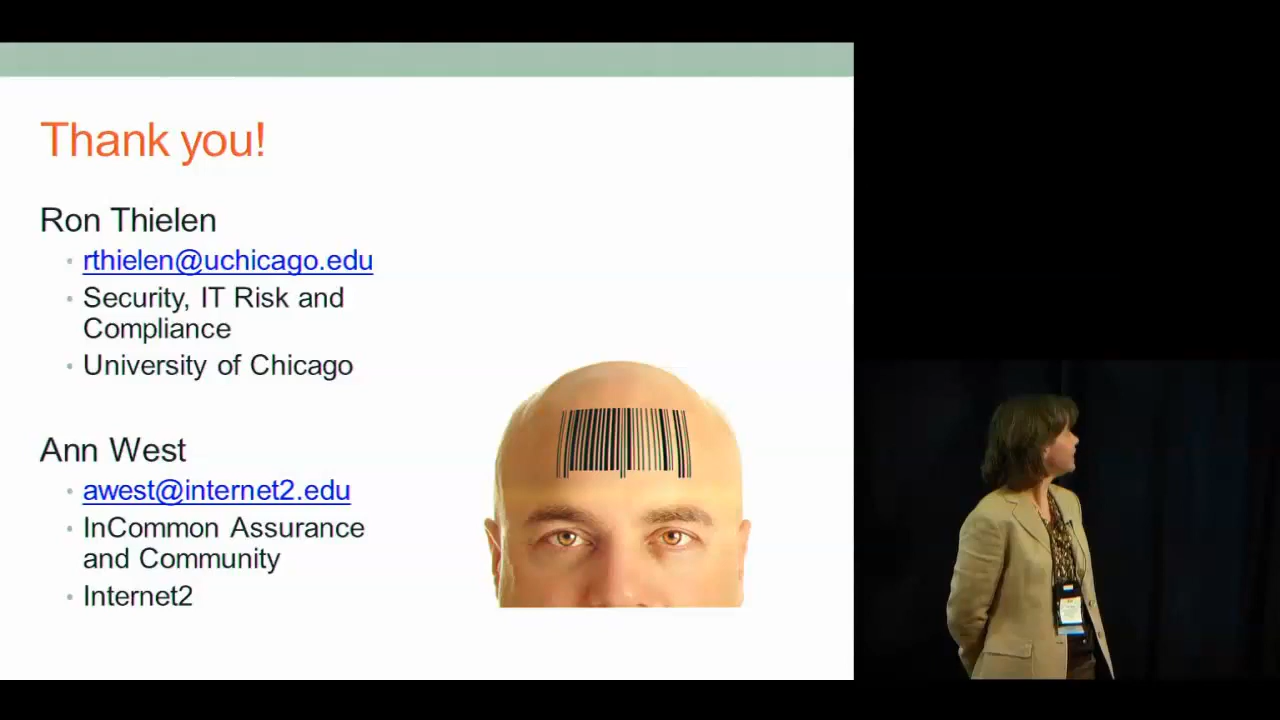 Thank you!
Ron Thielen
rthielen@uchicago.edu
Security, IT Risk and
Compliance
University of Chicago
Ann West
awest@internet2.edu
InCommon Assurance
and Community
Internet2